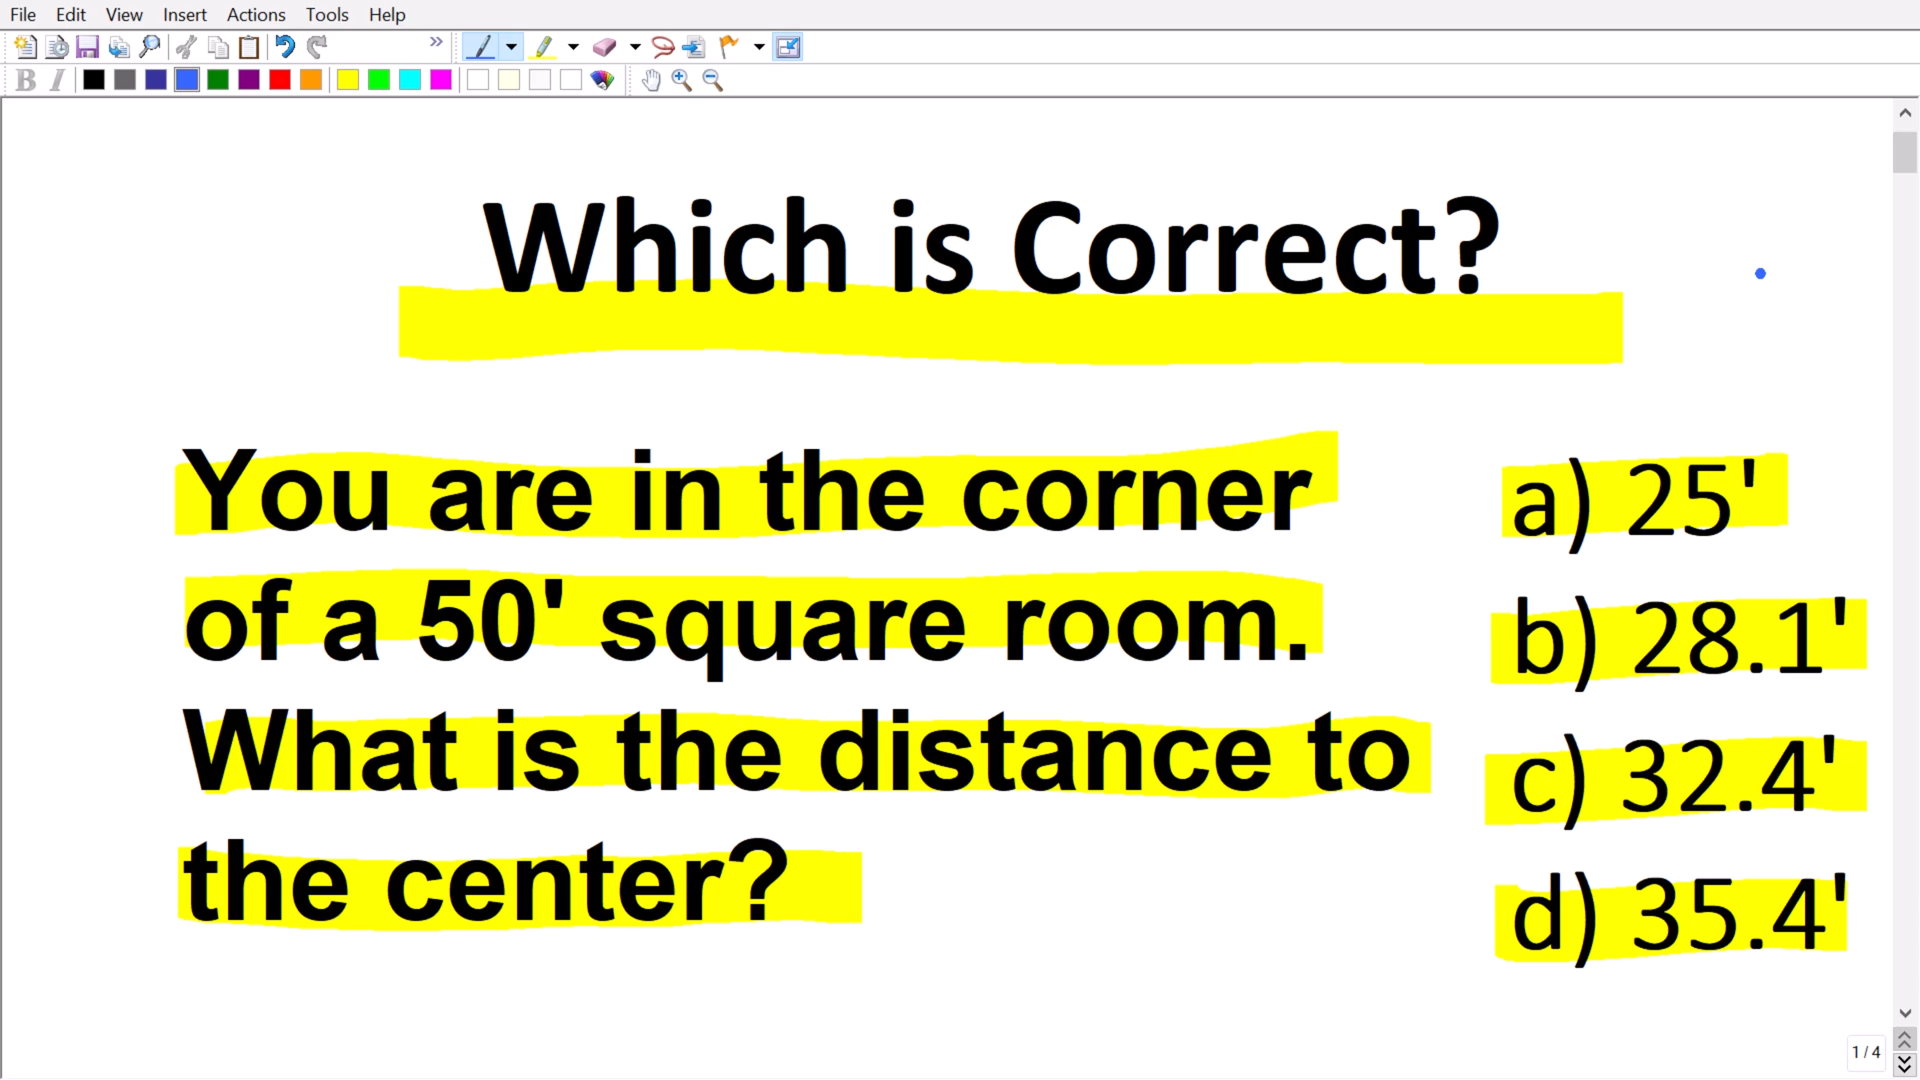 File Edit View Insert Actions Tools Help
B I
Which is Correct?
You are in the corner
of a 50' square room.
What is the distance to
the center?
a) 25'
b) 28.1'
c) 32.4'
d) 35.4'
1 / 4